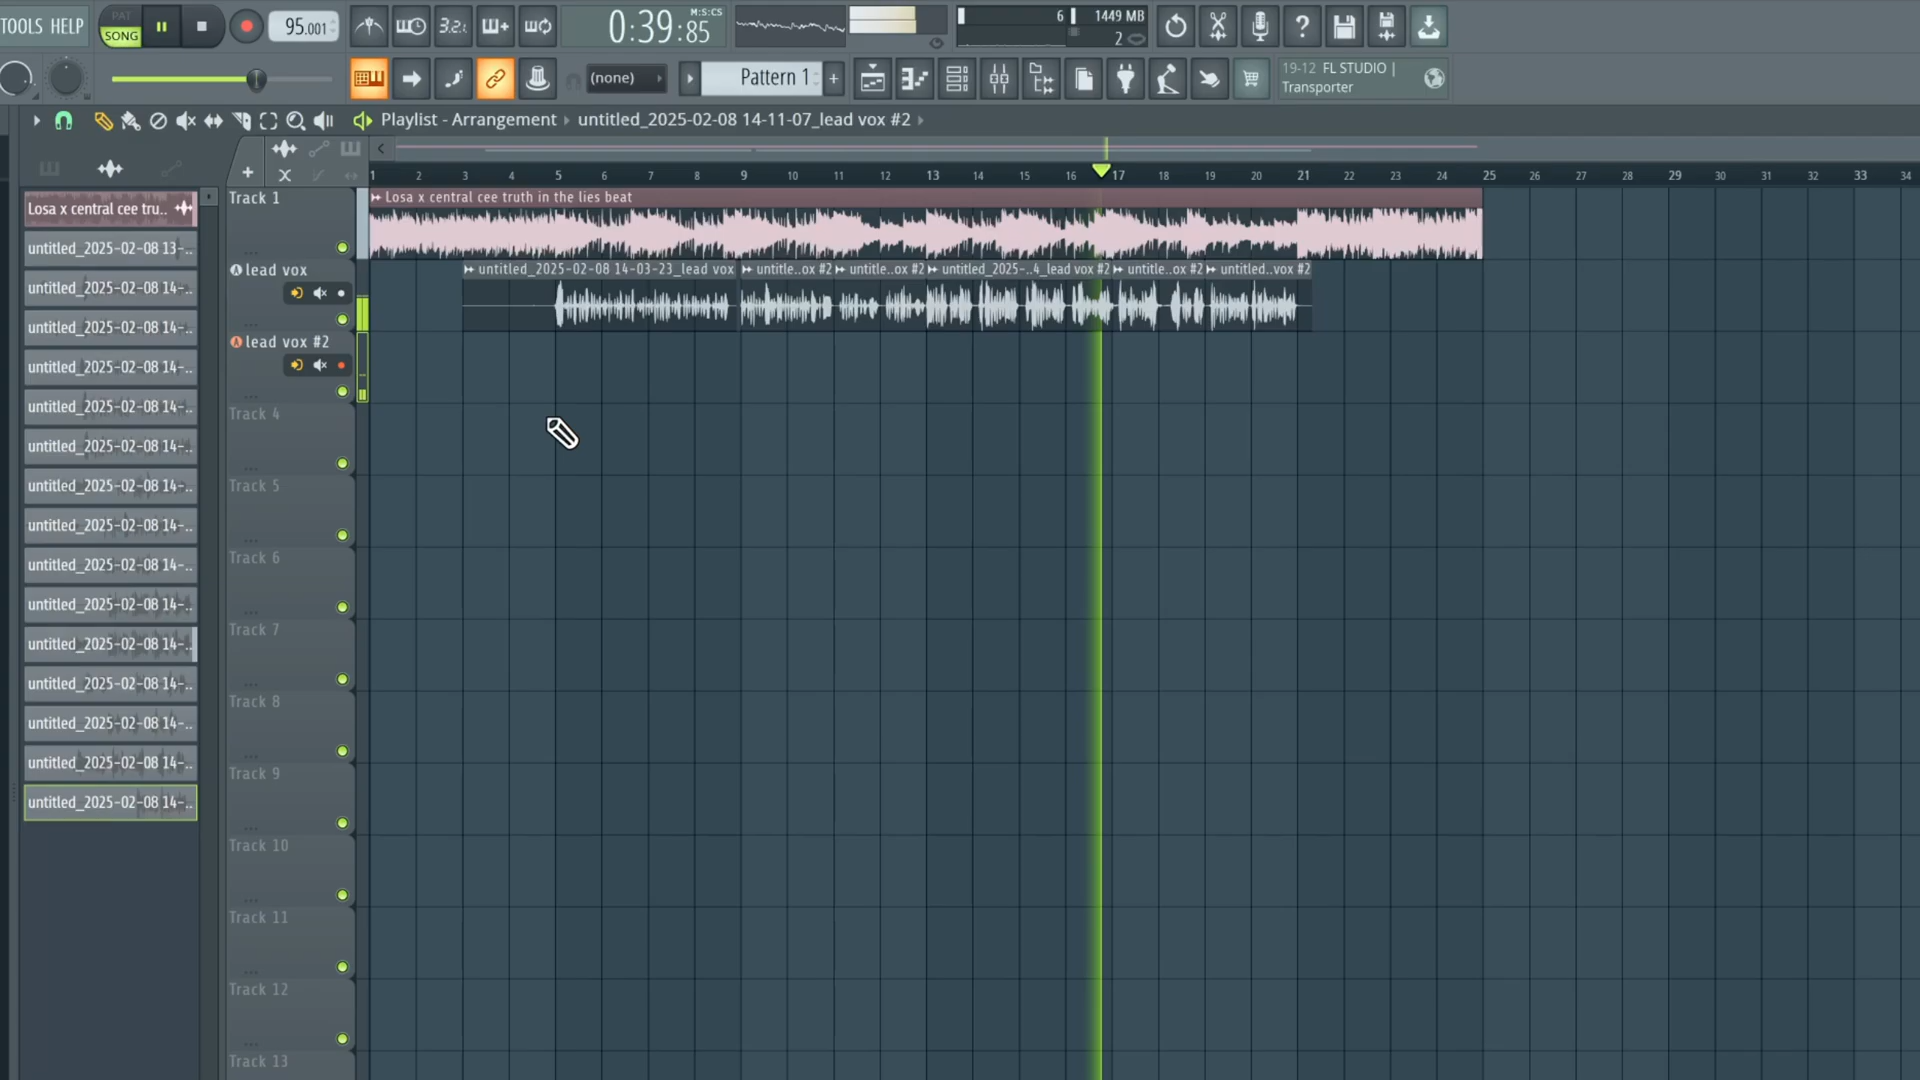 TOOLS HELP
PAT
SONG
95.001
3.2.
M:S:CS
0:39:85
6
1449 MB
2
(none)
Pattern 1
+
19-12 FL STUDIO |
Transporter
Playlist - Arrangement › untitled_2025-02-08 14-11-07_lead vox #2 ›
1 2 3 4 5 6 7 8 9 10 11 12 13 14 15 16 17 18 19 20 21 22 23 24 25 26 27 28 29 30 31 32 33 34
Losa x central cee tru..
untitled_2025-02-08 13-..
untitled_2025-02-08 14-..
untitled_2025-02-08 14-..
untitled_2025-02-08 14-..
untitled_2025-02-08 14-..
untitled_2025-02-08 14-..
untitled_2025-02-08 14-..
untitled_2025-02-08 14-..
untitled_2025-02-08 14-..
untitled_2025-02-08 14-..
untitled_2025-02-08 14-..
untitled_2025-02-08 14-..
untitled_2025-02-08 14-..
untitled_2025-02-08 14-..
untitled_2025-02-08 14-..
Track 1
Losa x central cee truth in the lies beat
lead vox
untitled_2025-02-08 14-03-23_lead vox
untitle..ox #2
untitle..ox #2
untitled_2025-..4_lead vox #2
untitle..ox #2
untitled..vox #2
lead vox #2
Track 4
Track 5
Track 6
Track 7
Track 8
Track 9
Track 10
Track 11
Track 12
Track 13